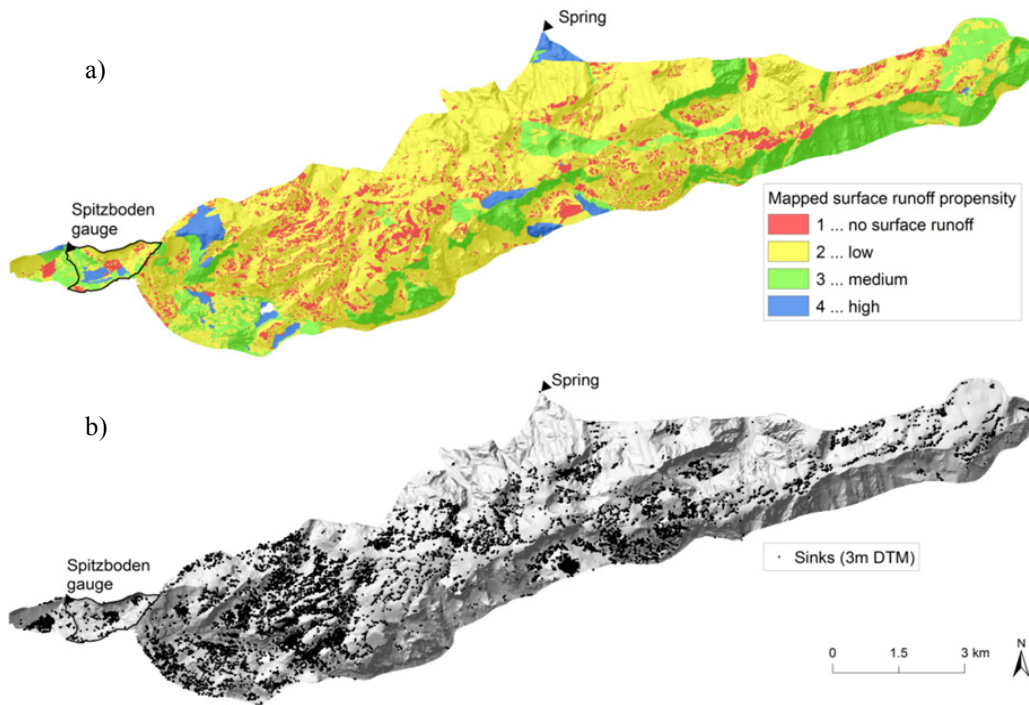 Spring
a)
Spitzboden
gauge
Mapped surface runoff propensity
1 ... no surface runoff
2 ... low
3 ... medium
4 ... high
Spring
b)
Spitzboden
gauge
Sinks (3m DTM)
0 1.5 3 km
N